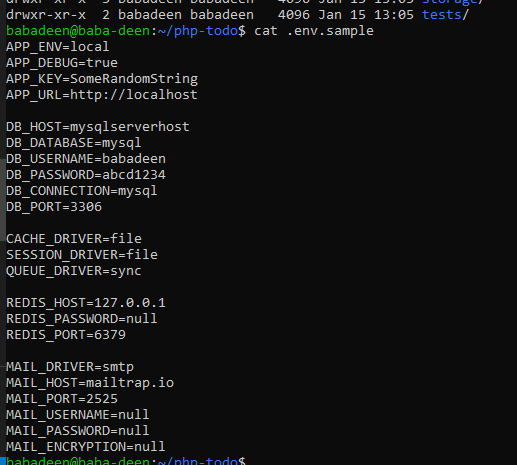 drwxr-xr-x 5 babadeen babadeen 4096 Jan 15 13:05 storage/
drwxr-xr-x 2 babadeen babadeen 4096 Jan 15 13:05 tests/
babadeen@baba-deen:~/php-todo$ cat .env.sample
APP_ENV=local
APP_DEBUG=true
APP_KEY=SomeRandomString
APP_URL=http://localhost
DB_HOST=mysqlserverhost
DB_DATABASE=mysql
DB_USERNAME=babadeen
DB_PASSWORD=abcd1234
DB_CONNECTION=mysql
DB_PORT=3306
CACHE_DRIVER=file
SESSION_DRIVER=file
QUEUE_DRIVER=sync
REDIS_HOST=127.0.0.1
REDIS_PASSWORD=null
REDIS_PORT=6379
MAIL_DRIVER=smtp
MAIL_HOST=mailtrap.io
MAIL_PORT=2525
MAIL_USERNAME=null
MAIL_PASSWORD=null
MAIL_ENCRYPTION=null
babadeen@baba-deen:~/php-todo$